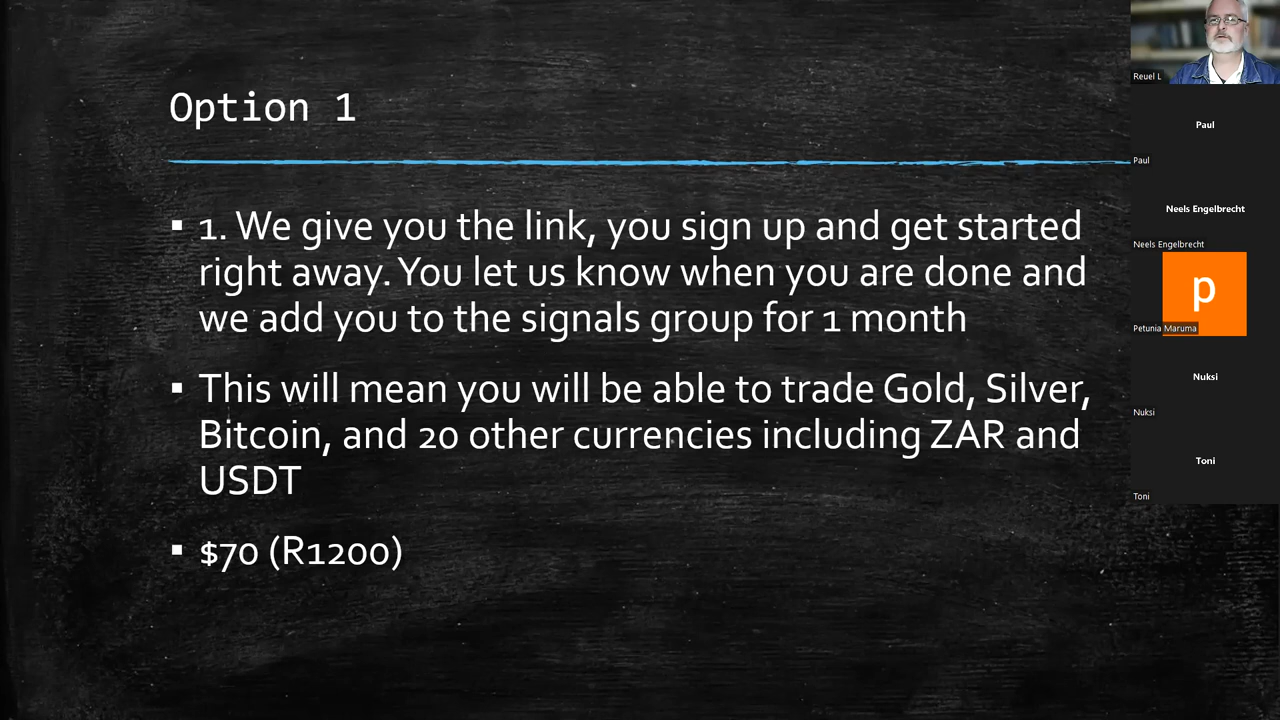 Option 1
▪ 1. We give you the link, you sign up and get started
right away. You let us know when you are done and
we add you to the signals group for 1 month
▪ This will mean you will be able to trade Gold, Silver,
Bitcoin, and 20 other currencies including ZAR and
USDT
▪ $70 (R1200)
Reuel L
Paul
Paul
Neels Engelbrecht
Neels Engelbrecht
p
Petunia Maruma
Nuksi
Nuksi
Toni
Toni